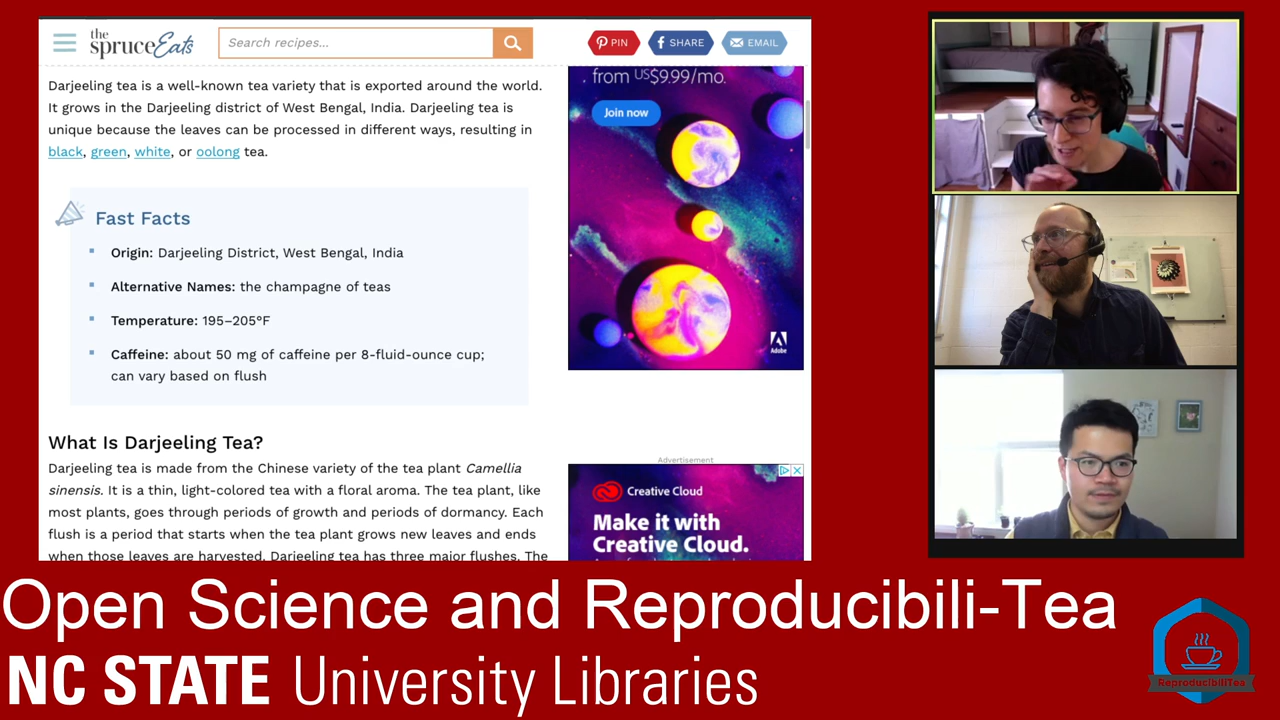 the
spruce Eats
Search recipes...
PIN
SHARE
EMAIL
Darjeeling tea is a well-known tea variety that is exported around the world.
It grows in the Darjeeling district of West Bengal, India. Darjeeling tea is
unique because the leaves can be processed in different ways, resulting in
black, green, white, or oolong tea.
Fast Facts
Origin: Darjeeling District, West Bengal, India
Alternative Names: the champagne of teas
Temperature: 195–205°F
Caffeine: about 50 mg of caffeine per 8-fluid-ounce cup;
can vary based on flush
What Is Darjeeling Tea?
Darjeeling tea is made from the Chinese variety of the tea plant Camellia
sinensis. It is a thin, light-colored tea with a floral aroma. The tea plant, like
most plants, goes through periods of growth and periods of dormancy. Each
flush is a period that starts when the tea plant grows new leaves and ends
when those leaves are harvested. Darjeeling tea has three major flushes. The
from US$9.99/mo.
Join now
Adobe
Advertisement
Creative Cloud
Make it with
Creative Cloud.
Open Science and Reproducibili-Tea
NC STATE University Libraries
ReproducibiliTea